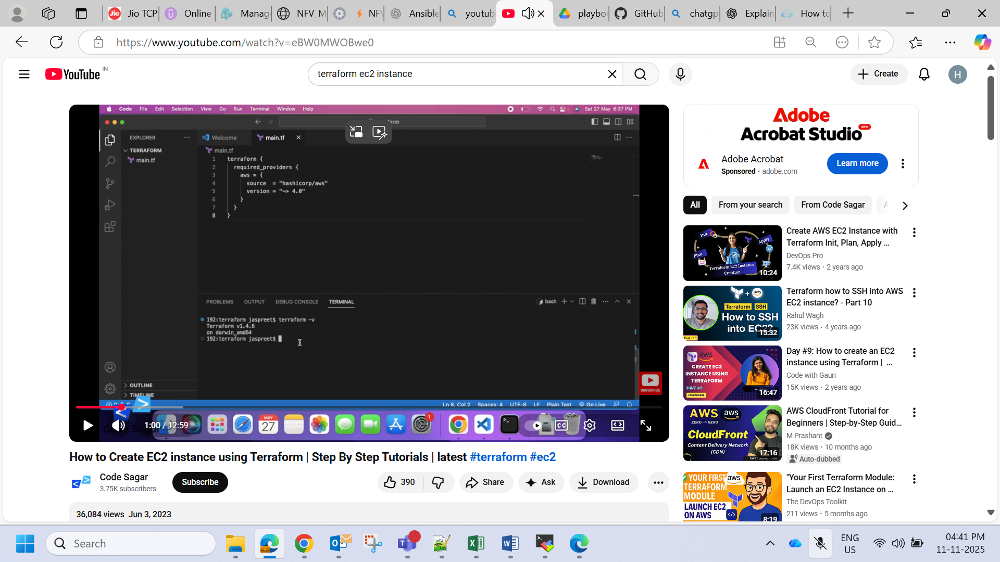 Jio TCP
Online
Manag
NFV_M
NFV
Ansible
youtub
playboo
GitHub
chatgp
Explain
How to
https://www.youtube.com/watch?v=eBW0MWOBwe0
YouTube IN
terraform ec2 instance
Create
H
Code File Edit Selection View Go Run Terminal Window Help
Sat 27 May 6:37 PM
EXPLORER
Welcome
main.tf
TERRAFORM
main.tf
main.tf
1 terraform {
2 required_providers {
3 aws = {
4 source = "hashicorp/aws"
5 version = "~> 4.0"
6 }
7 }
8 }
PROBLEMS OUTPUT DEBUG CONSOLE TERMINAL
bash
192:terraform jaspreet$ terraform -v
Terraform v1.4.6
on darwin_amd64
192:terraform jaspreet$
OUTLINE
TIMELINE
SUBSCRIBE
Ln 8, Col 2 Spaces: 4 UTF-8 LF Plain Text Go Live
MAY
27
1
1:00 / 12:59
CC
How to Create EC2 instance using Terraform | Step By Step Tutorials | latest #terraform #ec2
Code Sagar
3.75K subscribers
Subscribe
390
Share
Ask
Download
36,084 views Jun 3, 2023
Adobe
Acrobat Studio NEW
Adobe Acrobat
Sponsored · adobe.com
Learn more
All
From your search
From Code Sagar
Init
Apply
Plan
Terraform EC2 Instance
Creation
10:24
Create AWS EC2 Instance with
Terraform Init, Plan, Apply ...
DevOps Pro
7.4K views · 2 years ago
+ aws
Terraform SSH
How to SSH
into EC2?
Part - 10
15:32
Terraform how to SSH into AWS
EC2 instance? - Part 10
Rahul Wagh
23K views · 4 years ago
aws
CREATE EC2
INSTANCE USING
TERRAFORM
DAY #9
FREE COURSE
16:47
Day #9: How to create an EC2
instance using Terraform | ...
Code with Gauri
15K views · 2 years ago
AWS aws
ZERO --> HERO
CloudFront
Content Delivery Network
(CDN)
17:16
AWS CloudFront Tutorial for
Beginners | Step-by-Step Guid...
M Prashant
18K views · 10 months ago
Auto-dubbed
YOUR FIRST
TERRAFORM
MODULE
LAUNCH EC2
ON AWS
aws
8:19
"Your First Terraform Module:
Launch an EC2 Instance on ...
The DevOps Toolkit
211 views · 5 months ago
Search
ENG
US
04:41 PM
11-11-2025